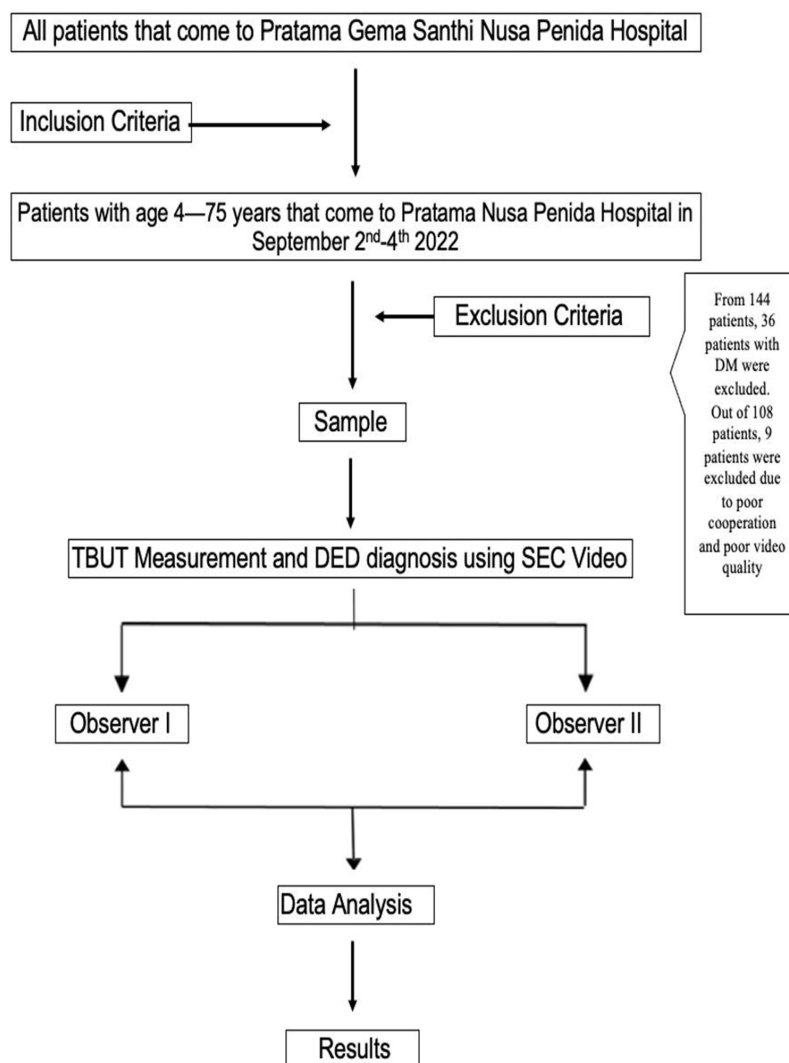 All patients that come to Pratama Gema Santhi Nusa Penida Hospital
Inclusion Criteria
Patients with age 4—75 years that come to Pratama Nusa Penida Hospital in
September 2nd-4th 2022
Exclusion Criteria
From 144
patients, 36
patients with
DM were
excluded.
Out of 108
patients, 9
patients were
excluded due
to poor
cooperation
and poor video
quality
Sample
TBUT Measurement and DED diagnosis using SEC Video
Observer I
Observer II
Data Analysis
Results